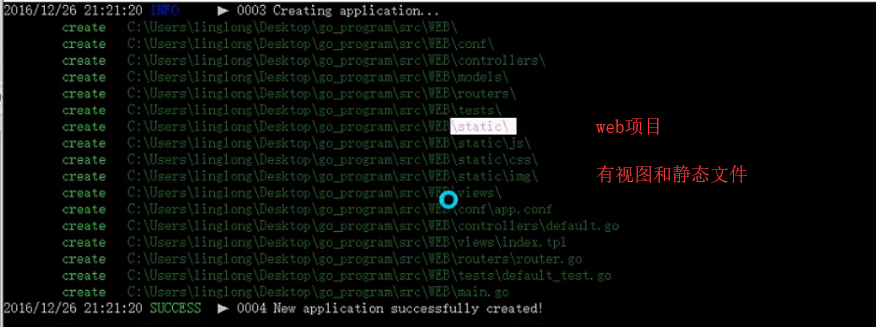 2016/12/26 21:21:20 INFO ▶ 0003 Creating application...
create C:\Users\linglong\Desktop\go_program\src\WEB\
create C:\Users\linglong\Desktop\go_program\src\WEB\conf\
create C:\Users\linglong\Desktop\go_program\src\WEB\controllers\
create C:\Users\linglong\Desktop\go_program\src\WEB\models\
create C:\Users\linglong\Desktop\go_program\src\WEB\routers\
create C:\Users\linglong\Desktop\go_program\src\WEB\tests\
create C:\Users\linglong\Desktop\go_program\src\WEB\static\ web项目
create C:\Users\linglong\Desktop\go_program\src\WEB\static\js\
create C:\Users\linglong\Desktop\go_program\src\WEB\static\css\
create C:\Users\linglong\Desktop\go_program\src\WEB\static\img\ 有视图和静态文件
create C:\Users\linglong\Desktop\go_program\src\WEB\views\
create C:\Users\linglong\Desktop\go_program\src\WEB\conf\app.conf
create C:\Users\linglong\Desktop\go_program\src\WEB\controllers\default.go
create C:\Users\linglong\Desktop\go_program\src\WEB\views\index.tpl
create C:\Users\linglong\Desktop\go_program\src\WEB\routers\router.go
create C:\Users\linglong\Desktop\go_program\src\WEB\tests\default_test.go
create C:\Users\linglong\Desktop\go_program\src\WEB\main.go
2016/12/26 21:21:20 SUCCESS ▶ 0004 New application successfully created!